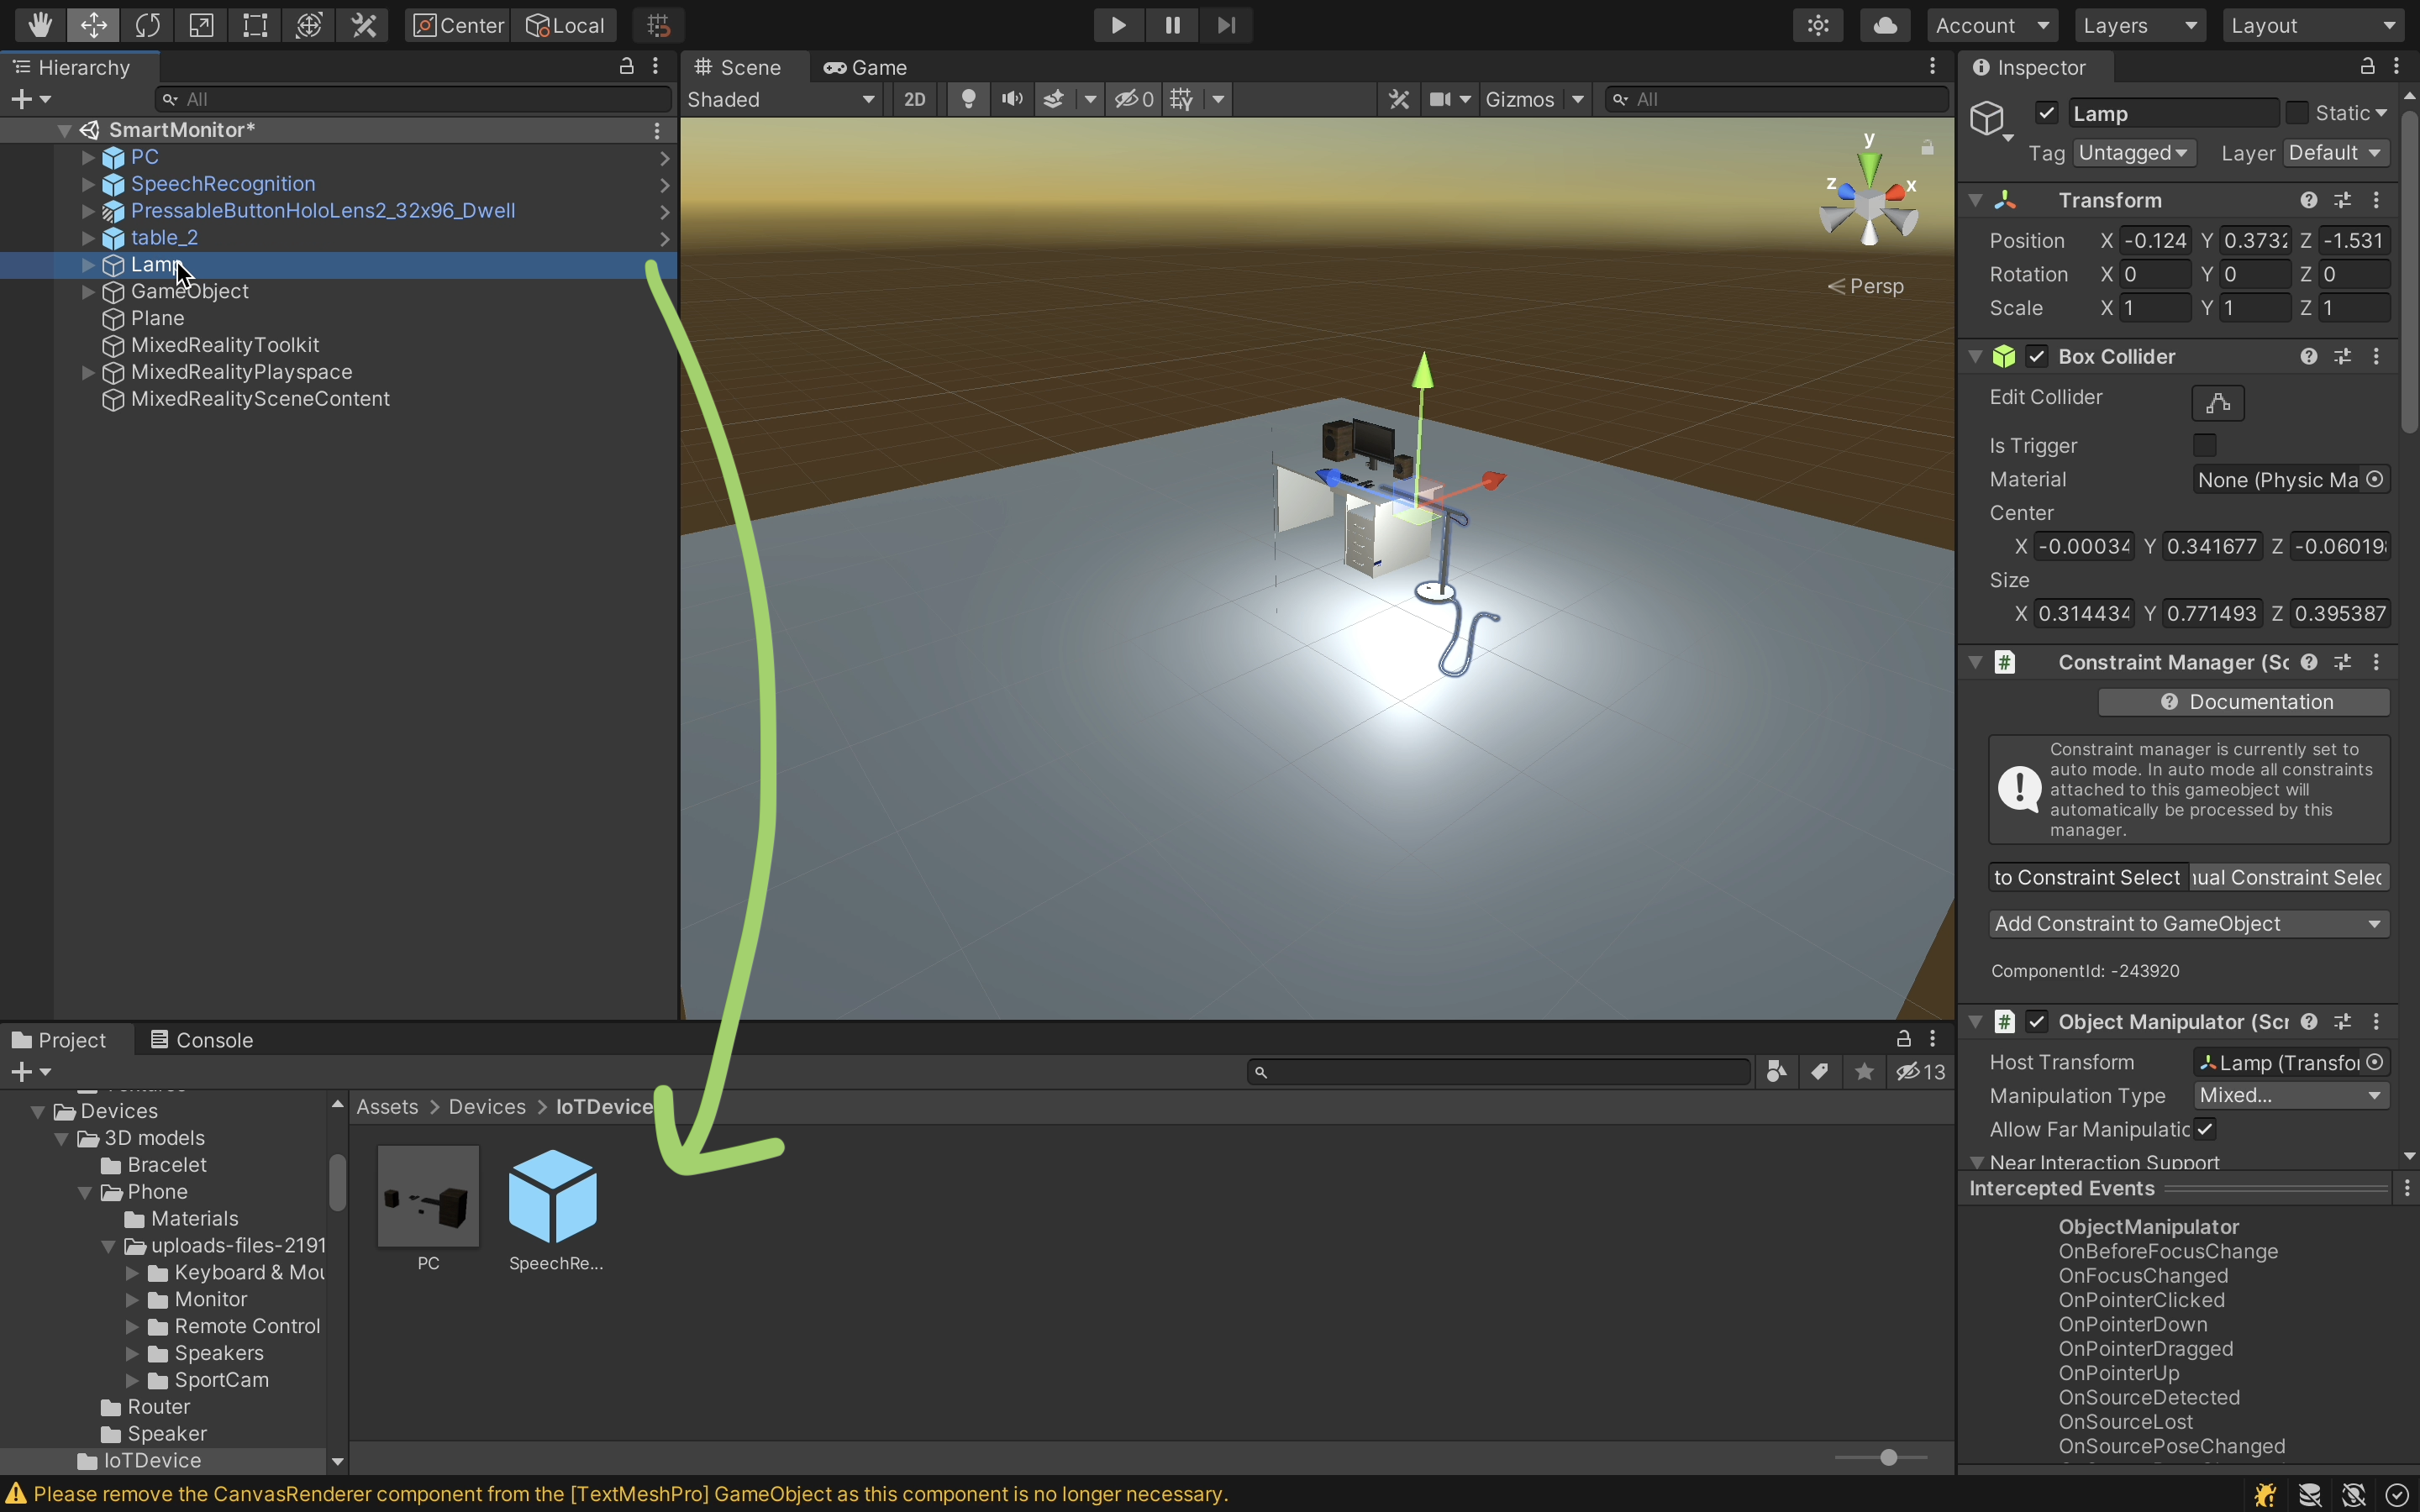 Center Local Account Layers Layout
Hierarchy
All
SmartMonitor*
PC
SpeechRecognition
PressableButtonHoloLens2_32x96_Dwell
table_2
Lamp
GameObject
Plane
MixedRealityToolkit
MixedRealityPlayspace
MixedRealitySceneContent
Scene Game
Shaded 2D 0 Gizmos All
y
z x
Persp
Inspector
Lamp Static
Tag Untagged Layer Default
Transform
Position X -0.124 Y 0.373 Z -1.531
Rotation X 0 Y 0 Z 0
Scale X 1 Y 1 Z 1
Box Collider
Edit Collider
Is Trigger
Material None (Physic Ma
Center
X -0.00034 Y 0.341677 Z -0.06019
Size
X 0.314434 Y 0.771493 Z 0.395387
# Constraint Manager (Sc
Documentation
Constraint manager is currently set to
auto mode. In auto mode all constraints
attached to this gameobject will
automatically be processed by this
manager.
to Constraint Select ual Constraint Selec
Add Constraint to GameObject
ComponentId: -243920
# Object Manipulator (Scr
Host Transform Lamp (Transfor
Manipulation Type Mixed...
Allow Far Manipulatic
Near Interaction Support
Intercepted Events
ObjectManipulator
OnBeforeFocusChange
OnFocusChanged
OnPointerClicked
OnPointerDown
OnPointerDragged
OnPointerUp
OnSourceDetected
OnSourceLost
OnSourcePoseChanged
Project Console
13
Devices
3D models
Bracelet
Phone
Materials
uploads-files-2191
Keyboard & Mou
Monitor
Remote Control
Speakers
SportCam
Router
Speaker
IoTDevice
Assets > Devices > IoTDevice
PC SpeechRe...
Please remove the CanvasRenderer component from the [TextMeshPro] GameObject as this component is no longer necessary.